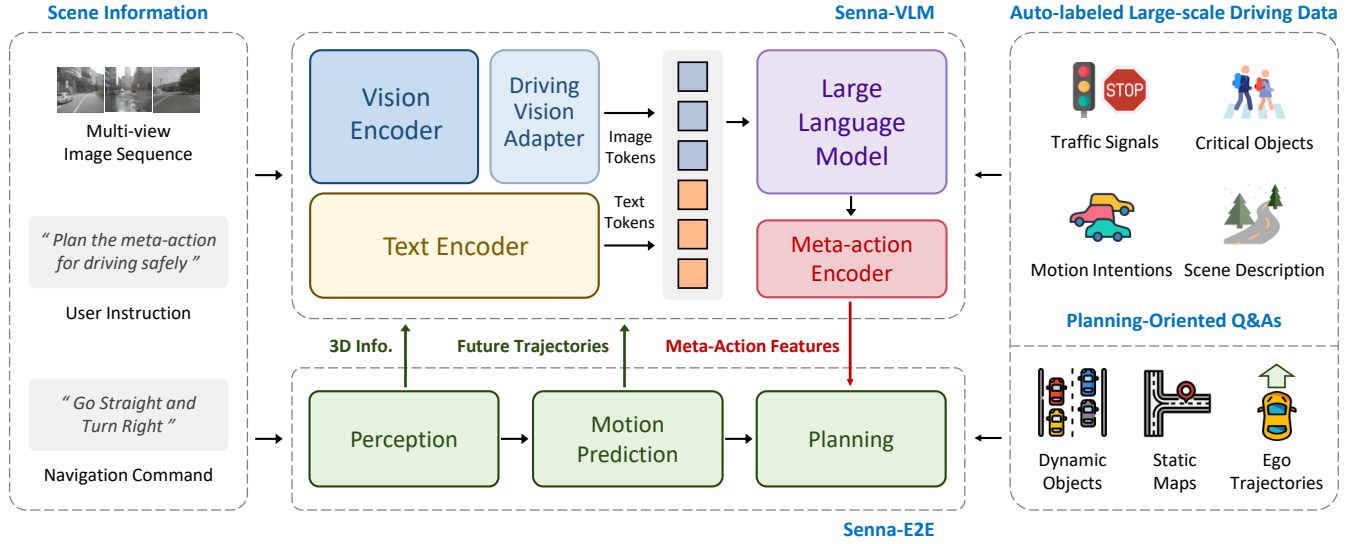 Scene Information
Multi-view
Image Sequence
“ Plan the meta-action
for driving safely ”
User Instruction
“ Go Straight and
Turn Right ”
Navigation Command
Senna-VLM
Vision
Encoder
Driving
Vision
Adapter
Image
Tokens
Text Encoder
Text
Tokens
Large
Language
Model
Meta-action
Encoder
3D Info.
Future Trajectories
Meta-Action Features
Perception
Motion
Prediction
Planning
Senna-E2E
Auto-labeled Large-scale Driving Data
STOP
Traffic Signals
Critical Objects
Motion Intentions
Scene Description
Planning-Oriented Q&As
Dynamic
Objects
Static
Maps
Ego
Trajectories